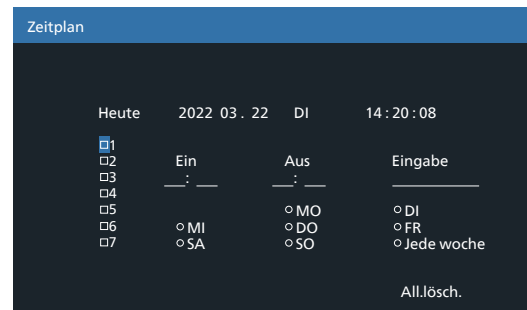 Zeitplan
Heute 2022 03 . 22 DI 14 : 20 : 08
1
2 Ein Aus Eingabe
3 __:__ __:__ ________
4
5 MO DI
6 MI DO FR
7 SA SO Jede woche
All.lösch.